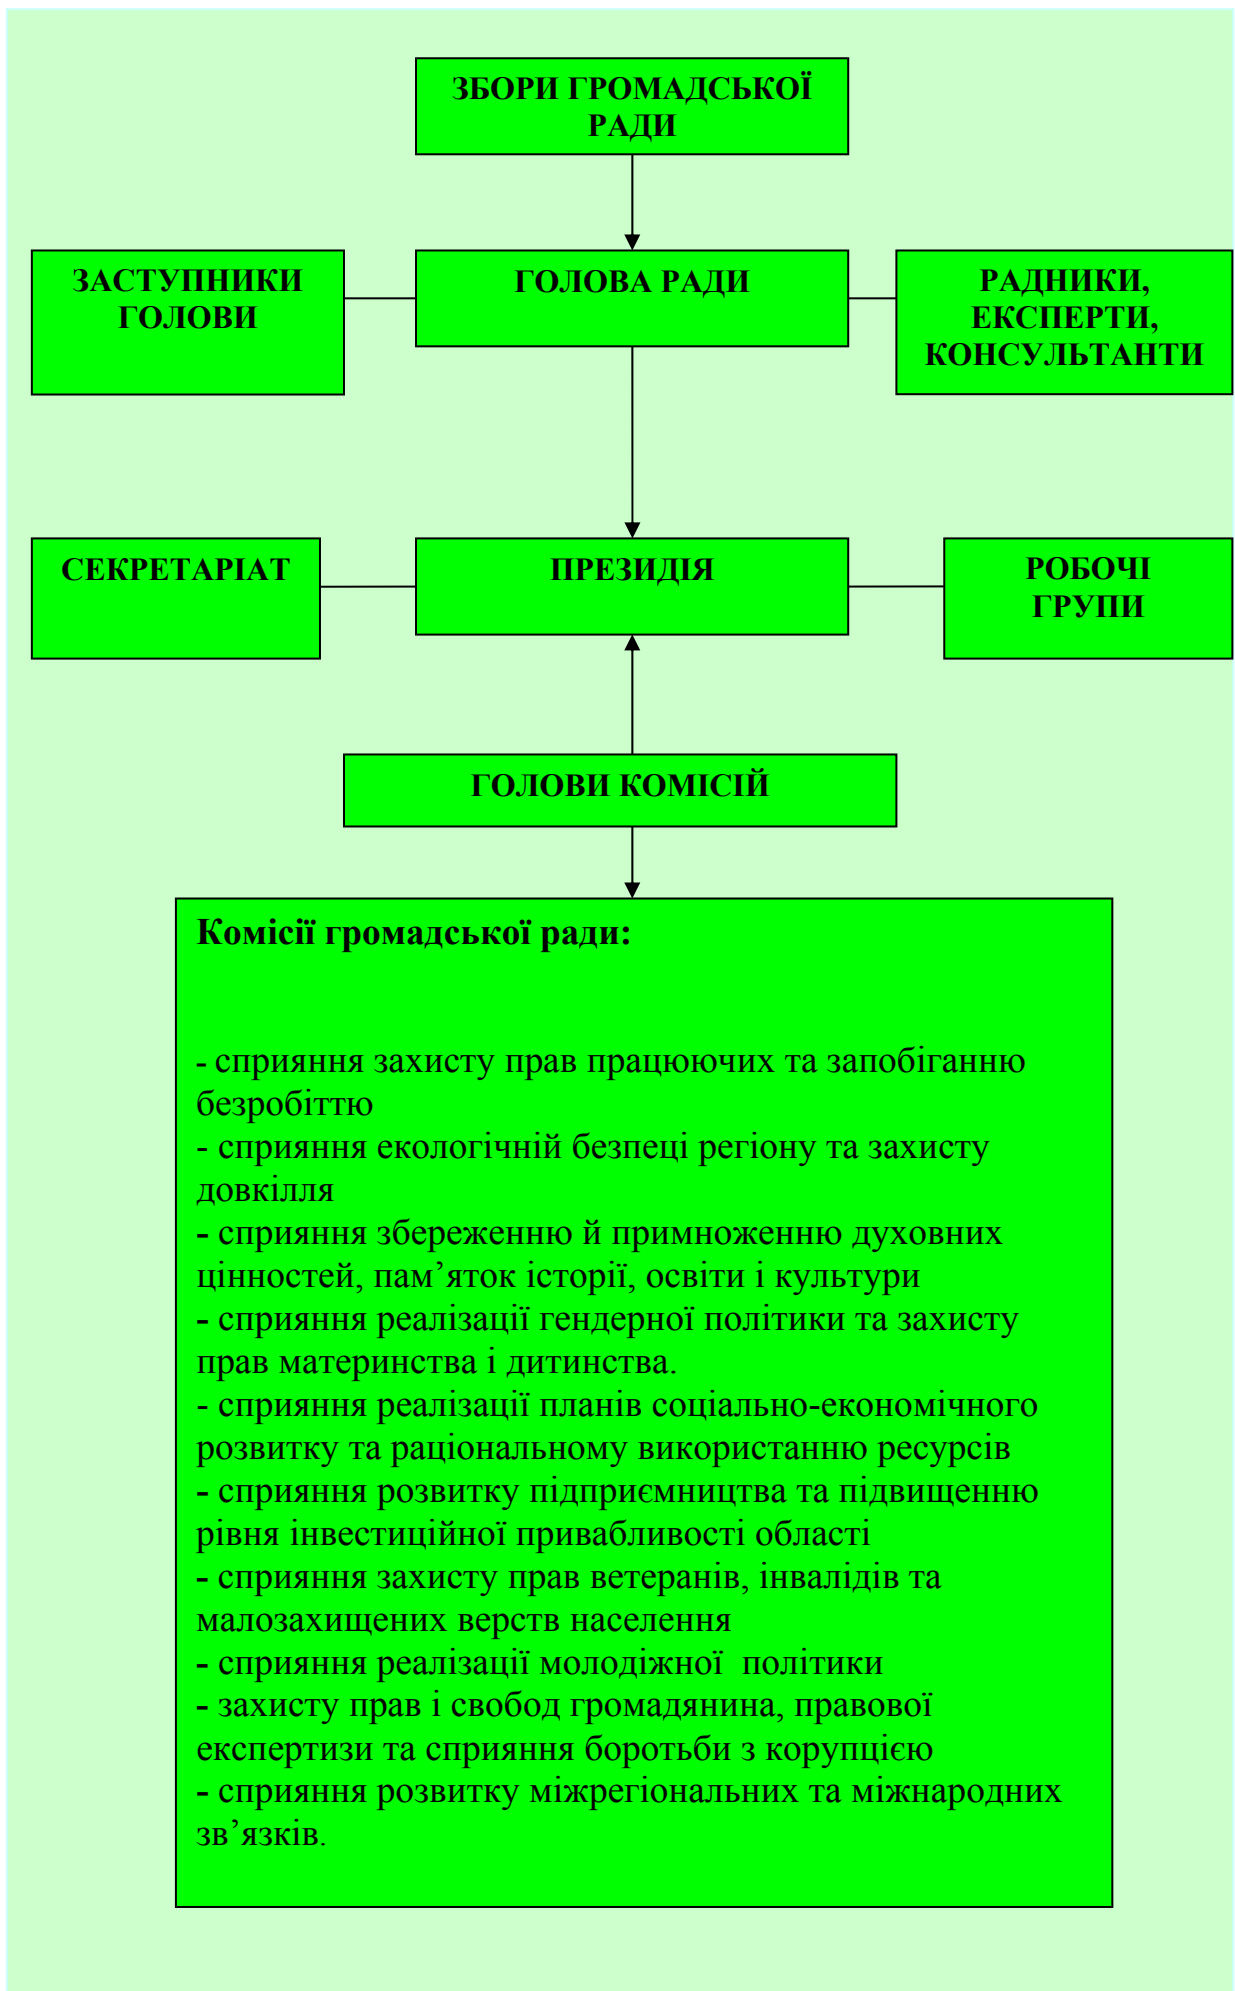 ЗБОРИ ГРОМАДСЬКОЇ
РАДИ
ЗАСТУПНИКИ
ГОЛОВИ
ГОЛОВА РАДИ
РАДНИКИ,
ЕКСПЕРТИ,
КОНСУЛЬТАНТИ
СЕКРЕТАРІАТ
ПРЕЗИДІЯ
РОБОЧІ
ГРУПИ
ГОЛОВИ КОМІСІЙ
Комісії громадської ради:
- сприяння захисту прав працюючих та запобіганню
безробіттю
- сприяння екологічній безпеці регіону та захисту
довкілля
- сприяння збереженню й примноженню духовних
цінностей, пам’яток історії, освіти і культури
- сприяння реалізації гендерної політики та захисту
прав материнства і дитинства.
- сприяння реалізації планів соціально-економічного
розвитку та раціональному використанню ресурсів
- сприяння розвитку підприємництва та підвищенню
рівня інвестиційної привабливості області
- сприяння захисту прав ветеранів, інвалідів та
малозахищених верств населення
- сприяння реалізації молодіжної  політики
- захисту прав і свобод громадянина, правової
експертизи та сприяння боротьби з корупцією
- сприяння розвитку міжрегіональних та міжнародних
зв’язків.